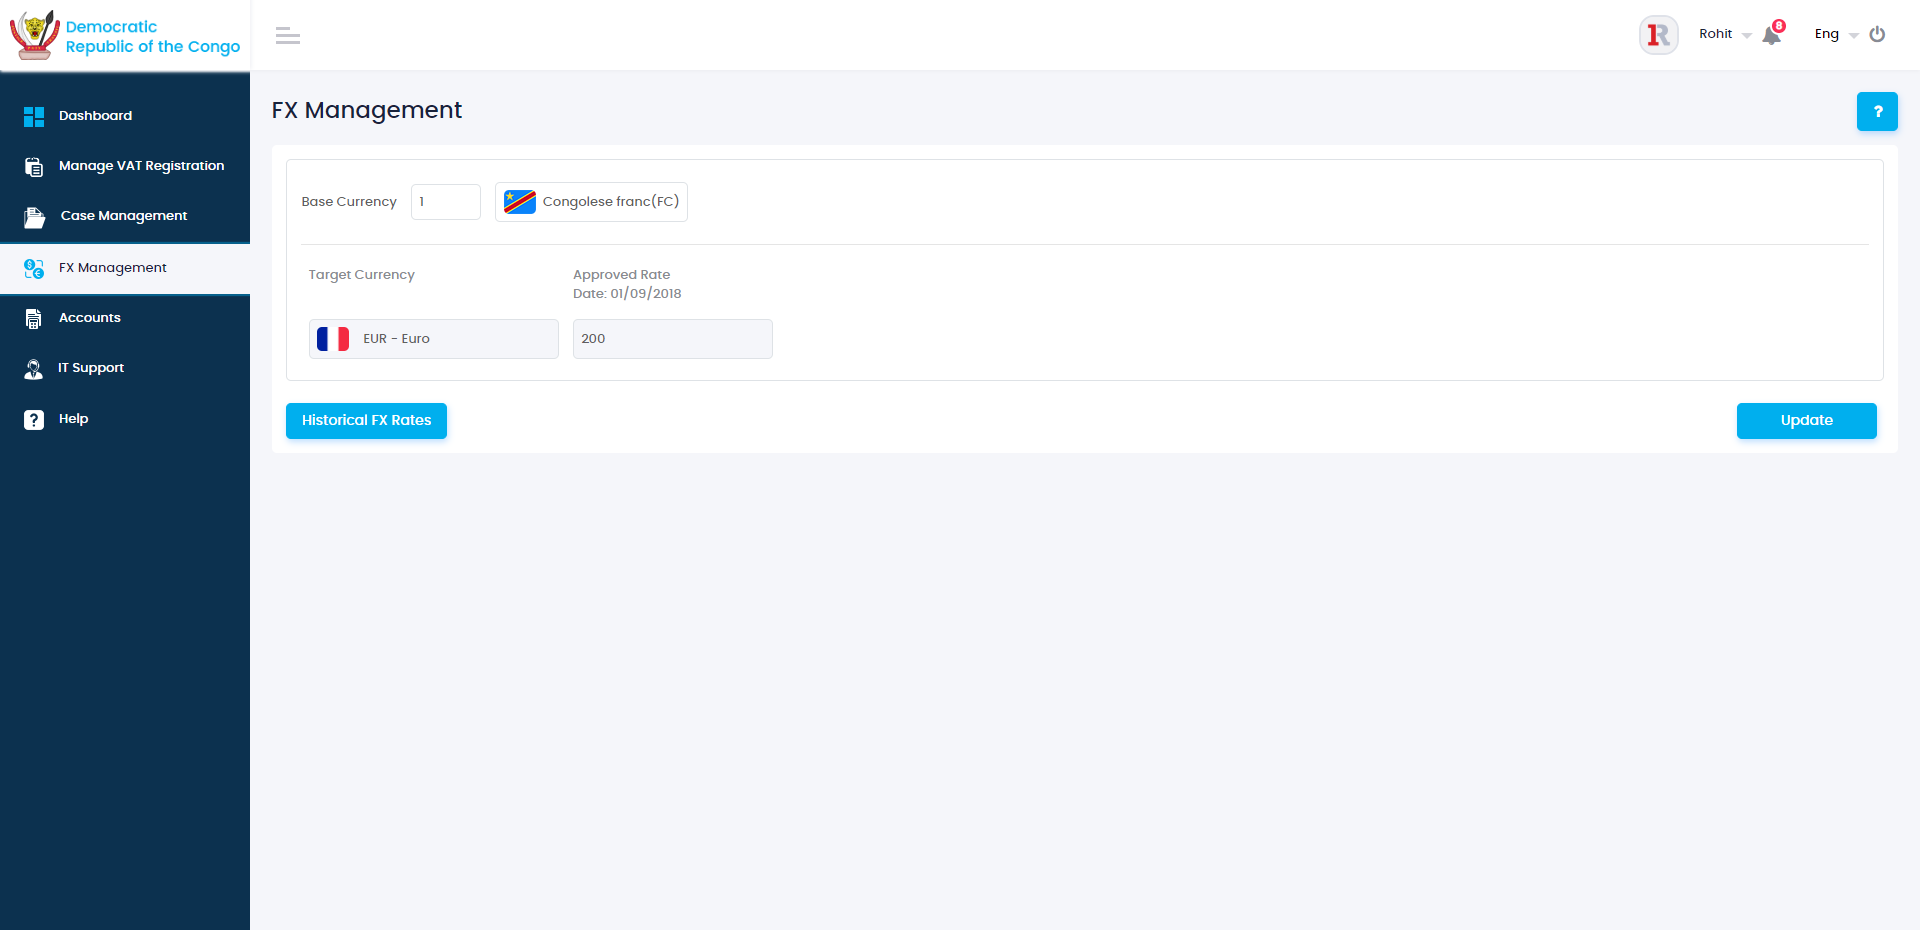 Democratic
Republic of the Congo
Rohit
8
Eng
Dashboard
Manage VAT Registration
Case Management
FX Management
Accounts
IT Support
Help
FX Management
?
Base Currency
1
Congolese franc(FC)
Target Currency
Approved Rate
Date: 01/09/2018
EUR - Euro
200
Historical FX Rates
Update